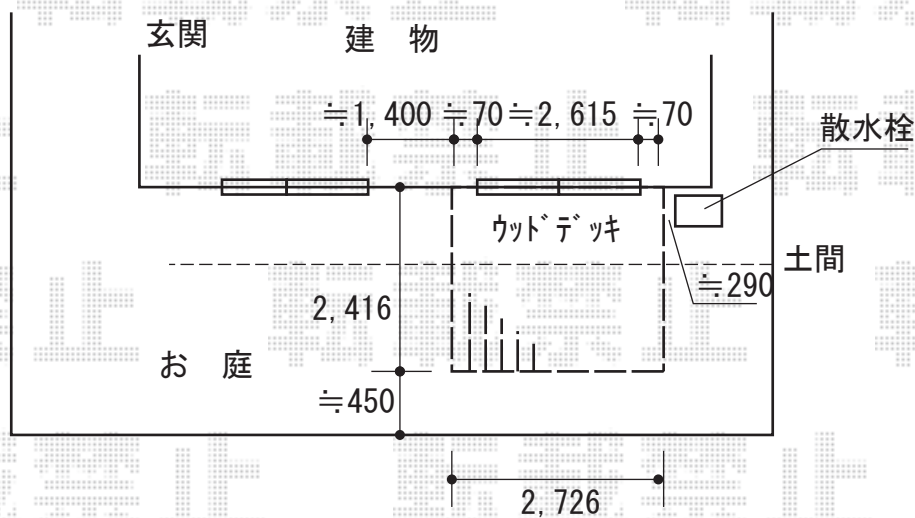 玄関
建 物
≒1,400 ≒70 ≒2,615 ≒70
散水栓
ウッドデッキ
土間
≒290
2,416
お 庭
≒450
2,726